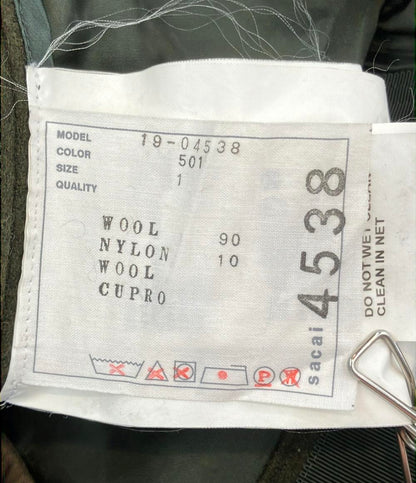 MODEL 19-04538
COLOR 501
SIZE 1
QUALITY
WOOL 90
NYLON 10
WOOL
CUPRO
P
sacai 4538
DO NOT WET CLEAN
CLEAN IN NET